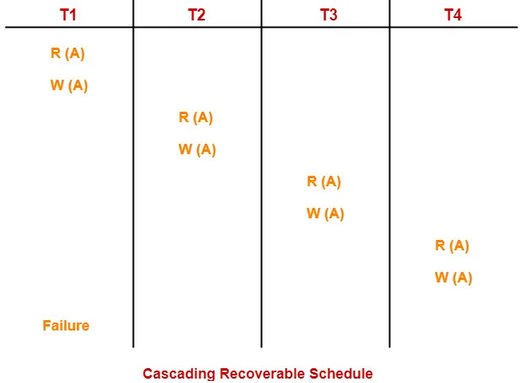 T1 T2 T3 T4
R (A)
W (A)
R (A)
W (A)
R (A)
W (A)
R (A)
W (A)
Failure
Cascading Recoverable Schedule